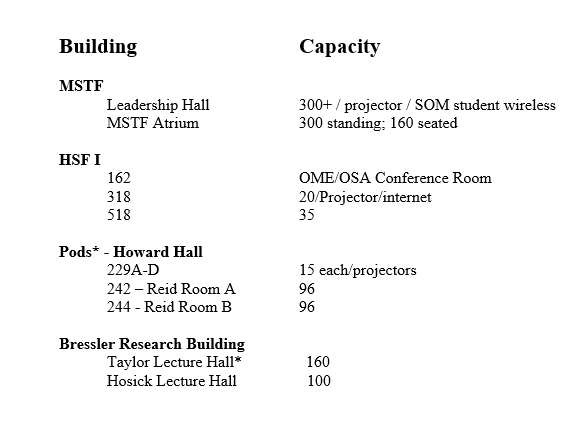 Building Capacity
MSTF
Leadership Hall 300+ / projector / SOM student wireless
MSTF Atrium 300 standing; 160 seated
HSF I
162 OME/OSA Conference Room
318 20/Projector/internet
518 35
Pods* - Howard Hall
229A-D 15 each/projectors
242 – Reid Room A 96
244 - Reid Room B 96
Bressler Research Building
Taylor Lecture Hall* 160
Hosick Lecture Hall 100